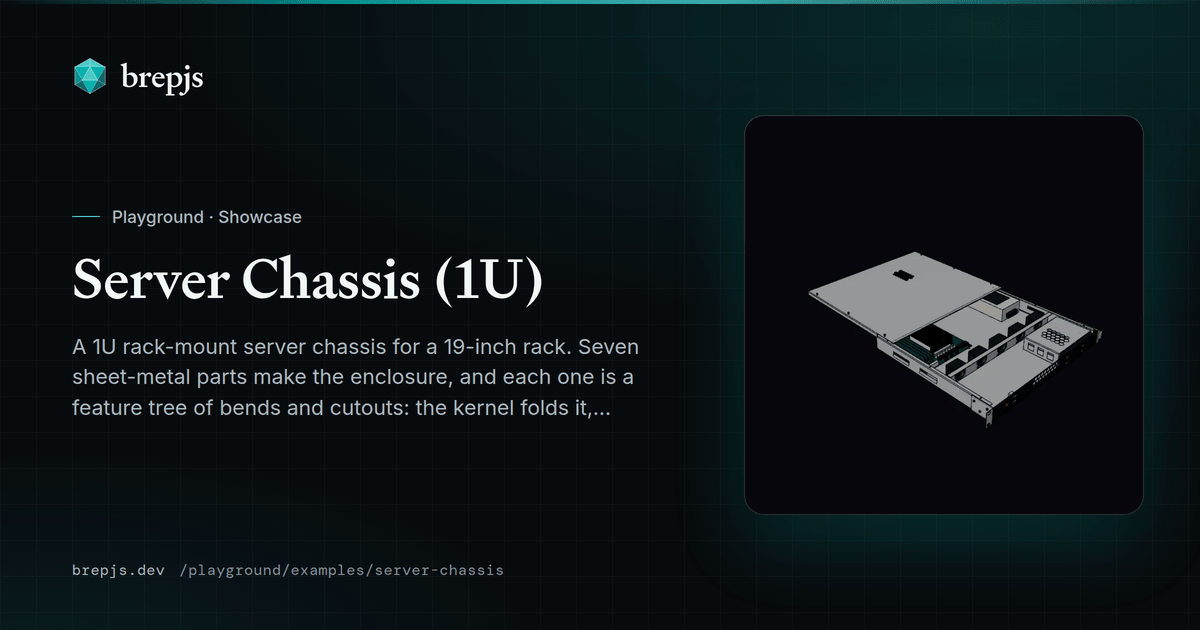 brepjs
Playground · Showcase
Server Chassis (1U)
A 1U rack-mount server chassis for a 19-inch rack. Seven
sheet-metal parts make the enclosure, and each one is a
feature tree of bends and cutouts: the kernel folds it,...
brepjs.dev /playground/examples/server-chassis